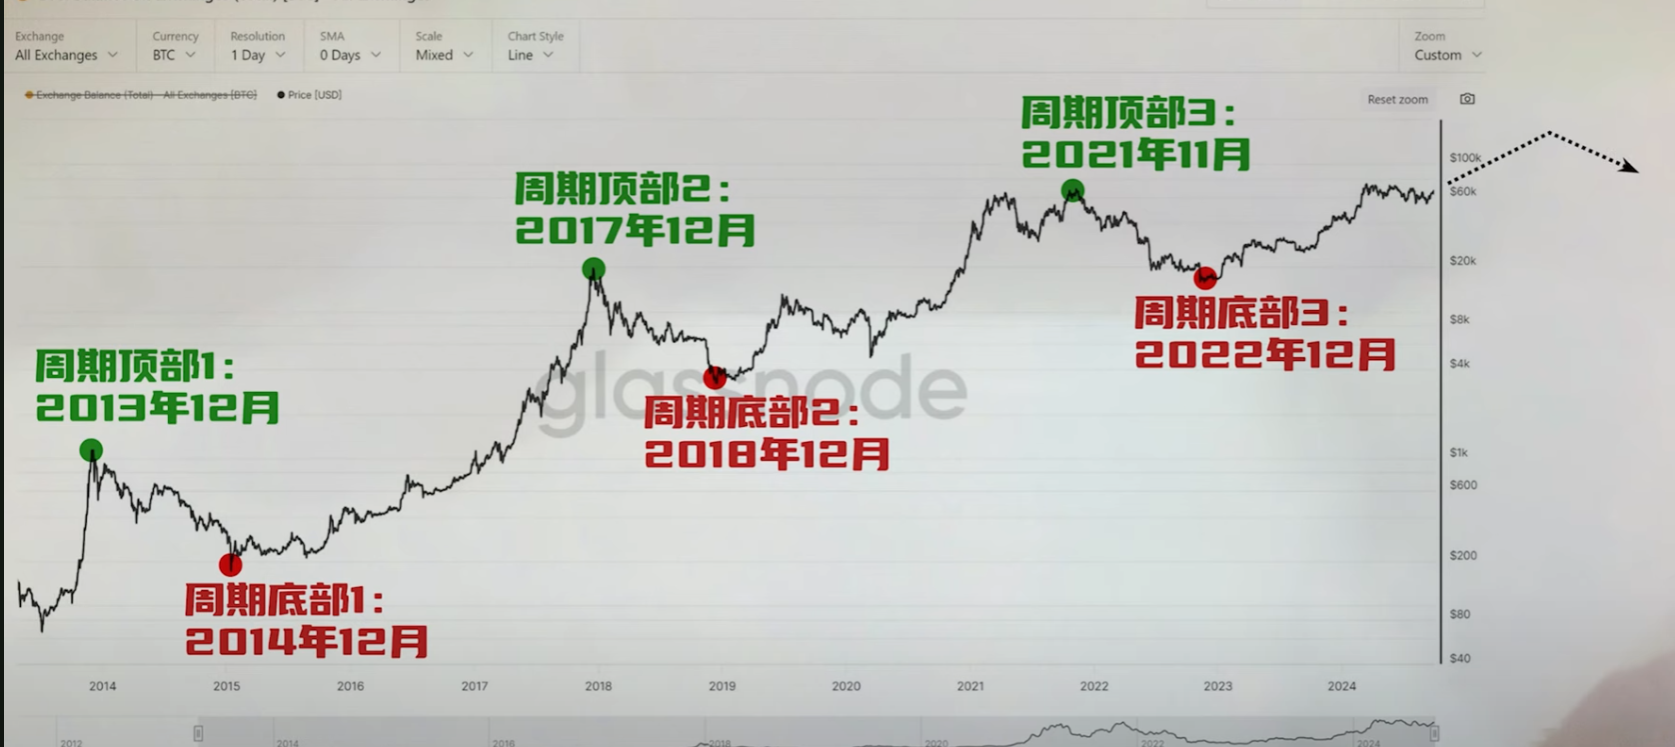 Exchange
All Exchanges
Currency
BTC
Resolution
1 Day
SMA
0 Days
Scale
Mixed
Chart Style
Line
Zoom
Custom
Exchange Balance (Total) - All Exchanges [BTC]
Price [USD]
Reset zoom
周期顶部3：
2021年11月
周期顶部2：
2017年12月
周期顶部1：
2013年12月
周期底部3：
2022年12月
周期底部2：
2018年12月
周期底部1：
2014年12月
glassnode
$100k
$60k
$20k
$8k
$4k
$1k
$600
$200
$80
$40
2014
2015
2016
2017
2018
2019
2020
2021
2022
2023
2024
2012
2014
2016
2018
2020
2022
2024